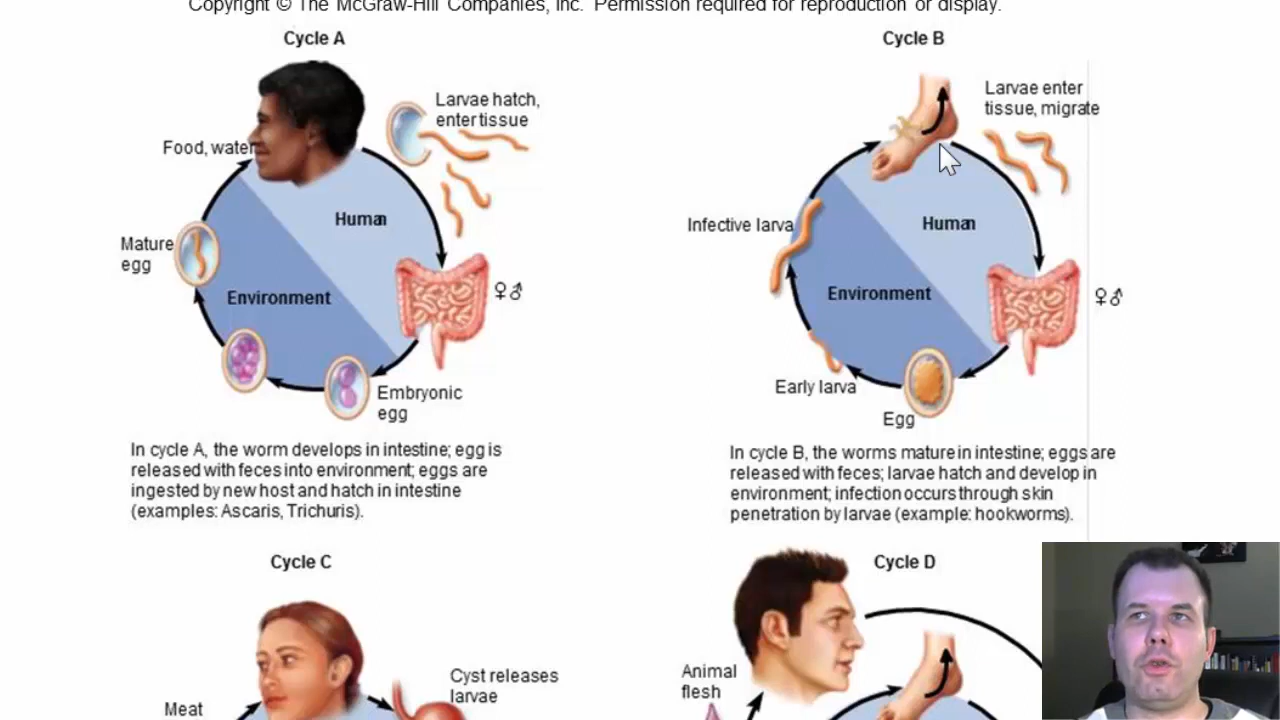 Copyright © The McGraw-Hill Companies, Inc. Permission required for reproduction or display.
Cycle A
Larvae hatch,
enter tissue
Food, water
Human
Mature
egg
Environment
♀♂
Embryonic
egg
In cycle A, the worm develops in intestine; egg is
released with feces into environment; eggs are
ingested by new host and hatch in intestine
(examples: Ascaris, Trichuris).
Cycle B
Larvae enter
tissue, migrate
Infective larva
Human
Environment
♀♂
Early larva
Egg
In cycle B, the worms mature in intestine; eggs are
released with feces; larvae hatch and develop in
environment; infection occurs through skin
penetration by larvae (example: hookworms).
Cycle C
Cyst releases
larvae
Meat
Cycle D
Animal
flesh